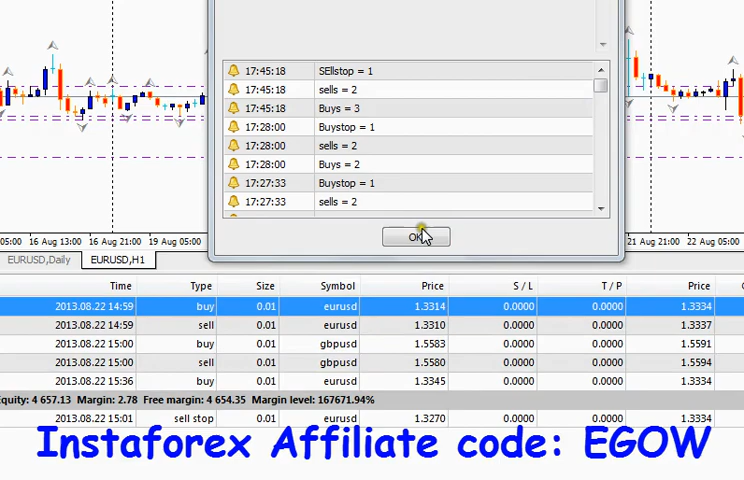 17:45:18 SEllstop = 1
17:45:18 sells = 2
17:45:18 Buys = 3
17:28:00 Buystop = 1
17:28:00 sells = 2
17:28:00 Buys = 2
17:27:33 Buystop = 1
17:27:33 sells = 2
OK
05:00 16 Aug 13:00 16 Aug 21:00 19 Aug 05:00 21 Aug 21:00 22 Aug 05:00
EURUSD,Daily EURUSD,H1
Time Type Size Symbol Price S / L T / P Price
2013.08.22 14:59 buy 0.01 eurusd 1.3314 0.0000 0.0000 1.3334
2013.08.22 14:59 sell 0.01 eurusd 1.3310 0.0000 0.0000 1.3337
2013.08.22 15:00 buy 0.01 gbpusd 1.5583 0.0000 0.0000 1.5591
2013.08.22 15:00 sell 0.01 gbpusd 1.5580 0.0000 0.0000 1.5594
2013.08.22 15:36 buy 0.01 eurusd 1.3345 0.0000 0.0000 1.3334
Equity: 4 657.13 Margin: 2.78 Free margin: 4 654.35 Margin level: 167671.94%
2013.08.22 15:01 sell stop 0.01 eurusd 1.3270 0.0000 0.0000 1.3334
Instaforex Affiliate code: EGOW